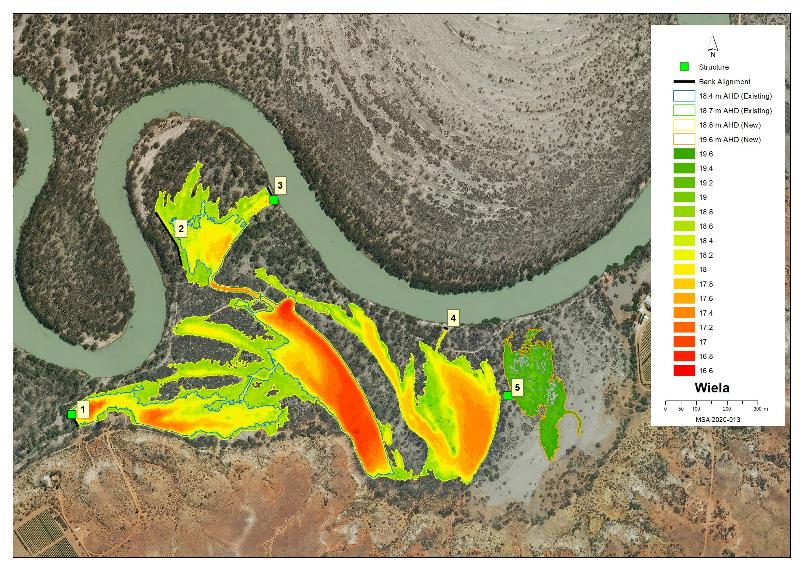 N
Structure
Bank Alignment
18.4 m AHD (Existing)
18.7 m AHD (Existing)
18.8 m AHD (New)
19.6 m AHD (New)
19.6
19.4
19.2
19
18.8
18.6
18.4
18.2
18
17.8
17.6
17.4
17.2
17
16.8
16.6
Wiela
0 50 100 200 300 m
MSA 2020-013
3
2
4
5
1